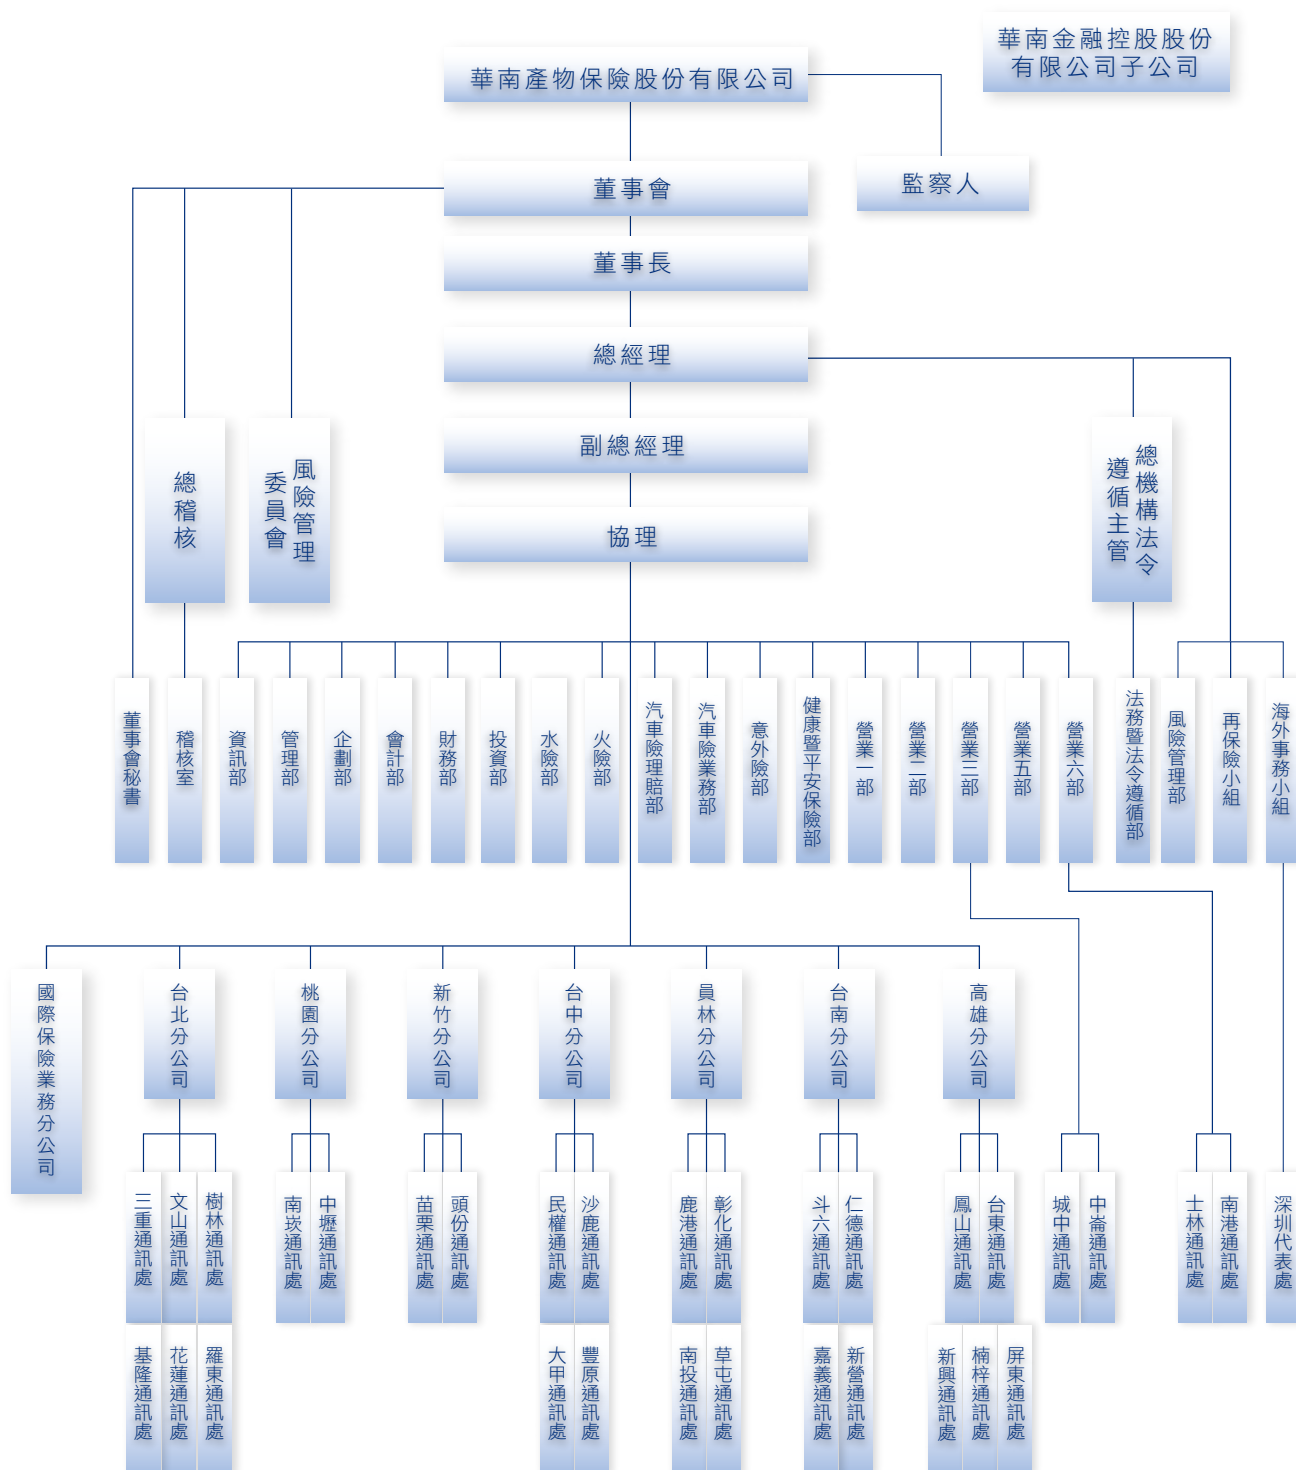 華南金融控股股份
有限公司子公司
華南產物保險股份有限公司
監察人
董事會
董事長
總經理
副總經理
協理
總稽核
風險管理
委員會
總機構法令
遵循主管
董事會秘書
稽核室
資訊部
管理部
企劃部
會計部
財務部
投資部
水險部
火險部
汽車險理賠部
汽車險業務部
意外險部
健康暨平安保險部
營業一部
營業二部
營業三部
營業五部
營業六部
法務暨法令遵循部
風險管理部
再保險小組
海外事務小組
國際保險業務分公司
台北分公司
桃園分公司
新竹分公司
台中分公司
員林分公司
台南分公司
高雄分公司
三重通訊處
文山通訊處
樹林通訊處
南崁通訊處
中壢通訊處
苗栗通訊處
頭份通訊處
民權通訊處
沙鹿通訊處
鹿港通訊處
彰化通訊處
斗六通訊處
仁德通訊處
鳳山通訊處
台東通訊處
城中通訊處
中崙通訊處
士林通訊處
南港通訊處
深圳代表處
基隆通訊處
花蓮通訊處
羅東通訊處
大甲通訊處
豐原通訊處
南投通訊處
草屯通訊處
嘉義通訊處
新營通訊處
新興通訊處
楠梓通訊處
屏東通訊處